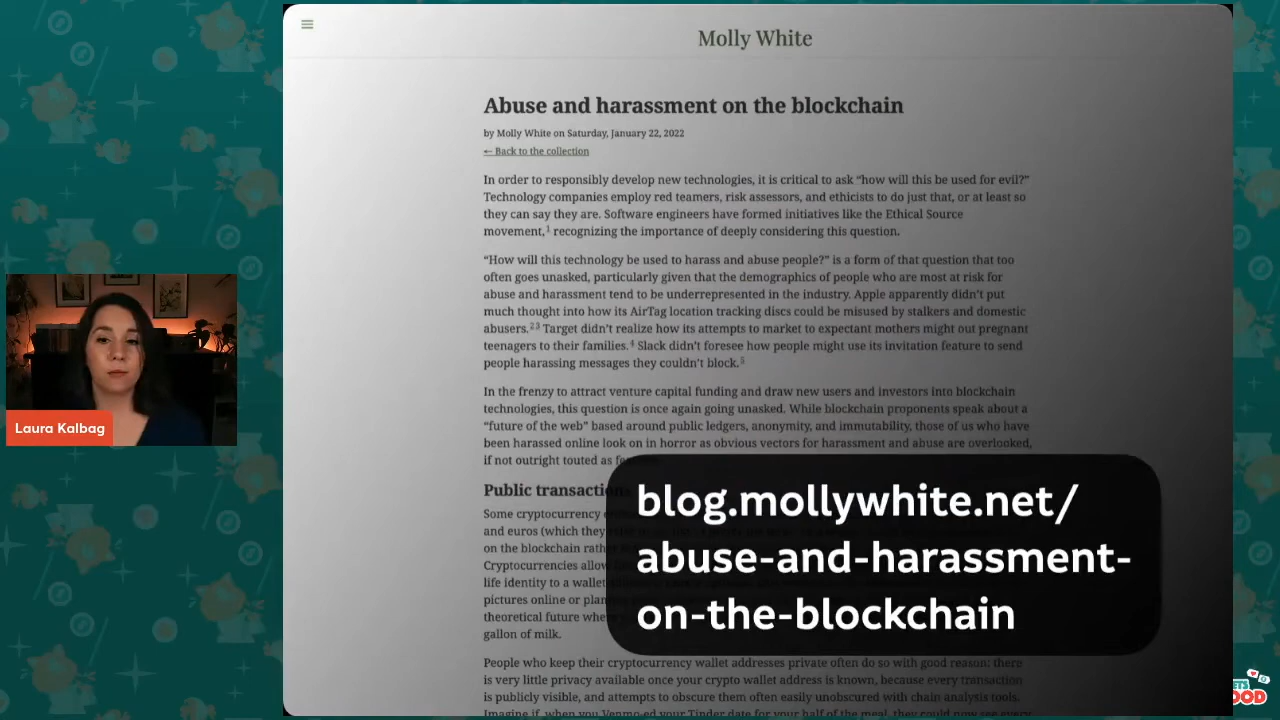 Molly White
Abuse and harassment on the blockchain
by Molly White on Saturday, January 22, 2022
← Back to the collection
In order to responsibly develop new technologies, it is critical to ask “how will this be used for evil?”
Technology companies employ red teamers, risk assessors, and ethicists to do just that, or at least so
they can say they are. Software engineers have formed initiatives like the Ethical Source
movement,1 recognizing the importance of deeply considering this question.
“How will this technology be used to harass and abuse people?” is a form of that question that too
often goes unasked, particularly given that the demographics of people who are most at risk for
abuse and harassment tend to be underrepresented in the industry. Apple apparently didn’t put
much thought into how its AirTag location tracking discs could be misused by stalkers and domestic
abusers.2 3 Target didn’t realize how its attempts to market to expectant mothers might out pregnant
teenagers to their families.4 Slack didn’t foresee how people might use its invitation feature to send
people harassing messages they couldn’t block.5
In the frenzy to attract venture capital funding and draw new users and investors into blockchain
technologies, this question is once again going unasked. While blockchain proponents speak about a
“future of the web” based around public ledgers, anonymity, and immutability, those of us who have
been harassed online look on in horror as obvious vectors for harassment and abuse are overlooked,
if not outright touted as
Public
Some cryptocurrency
and euros (which they
on the blockchain
Cryptocurrencies allow
life identity to a wallet
pictures online or
theoretical future
gallon of milk.
People who keep their cryptocurrency wallet addresses private often do so with good reason: there
is very little privacy available once your crypto wallet address is known, because every transaction
is publicly visible, and attempts to obscure them often easily unobscured with chain analysis tools.
Imagine if, when you Venmo-ed your Tinder date for your half of the meal, they could now see every
blog.mollywhite.net/
abuse-and-harassment-
on-the-blockchain
Laura Kalbag